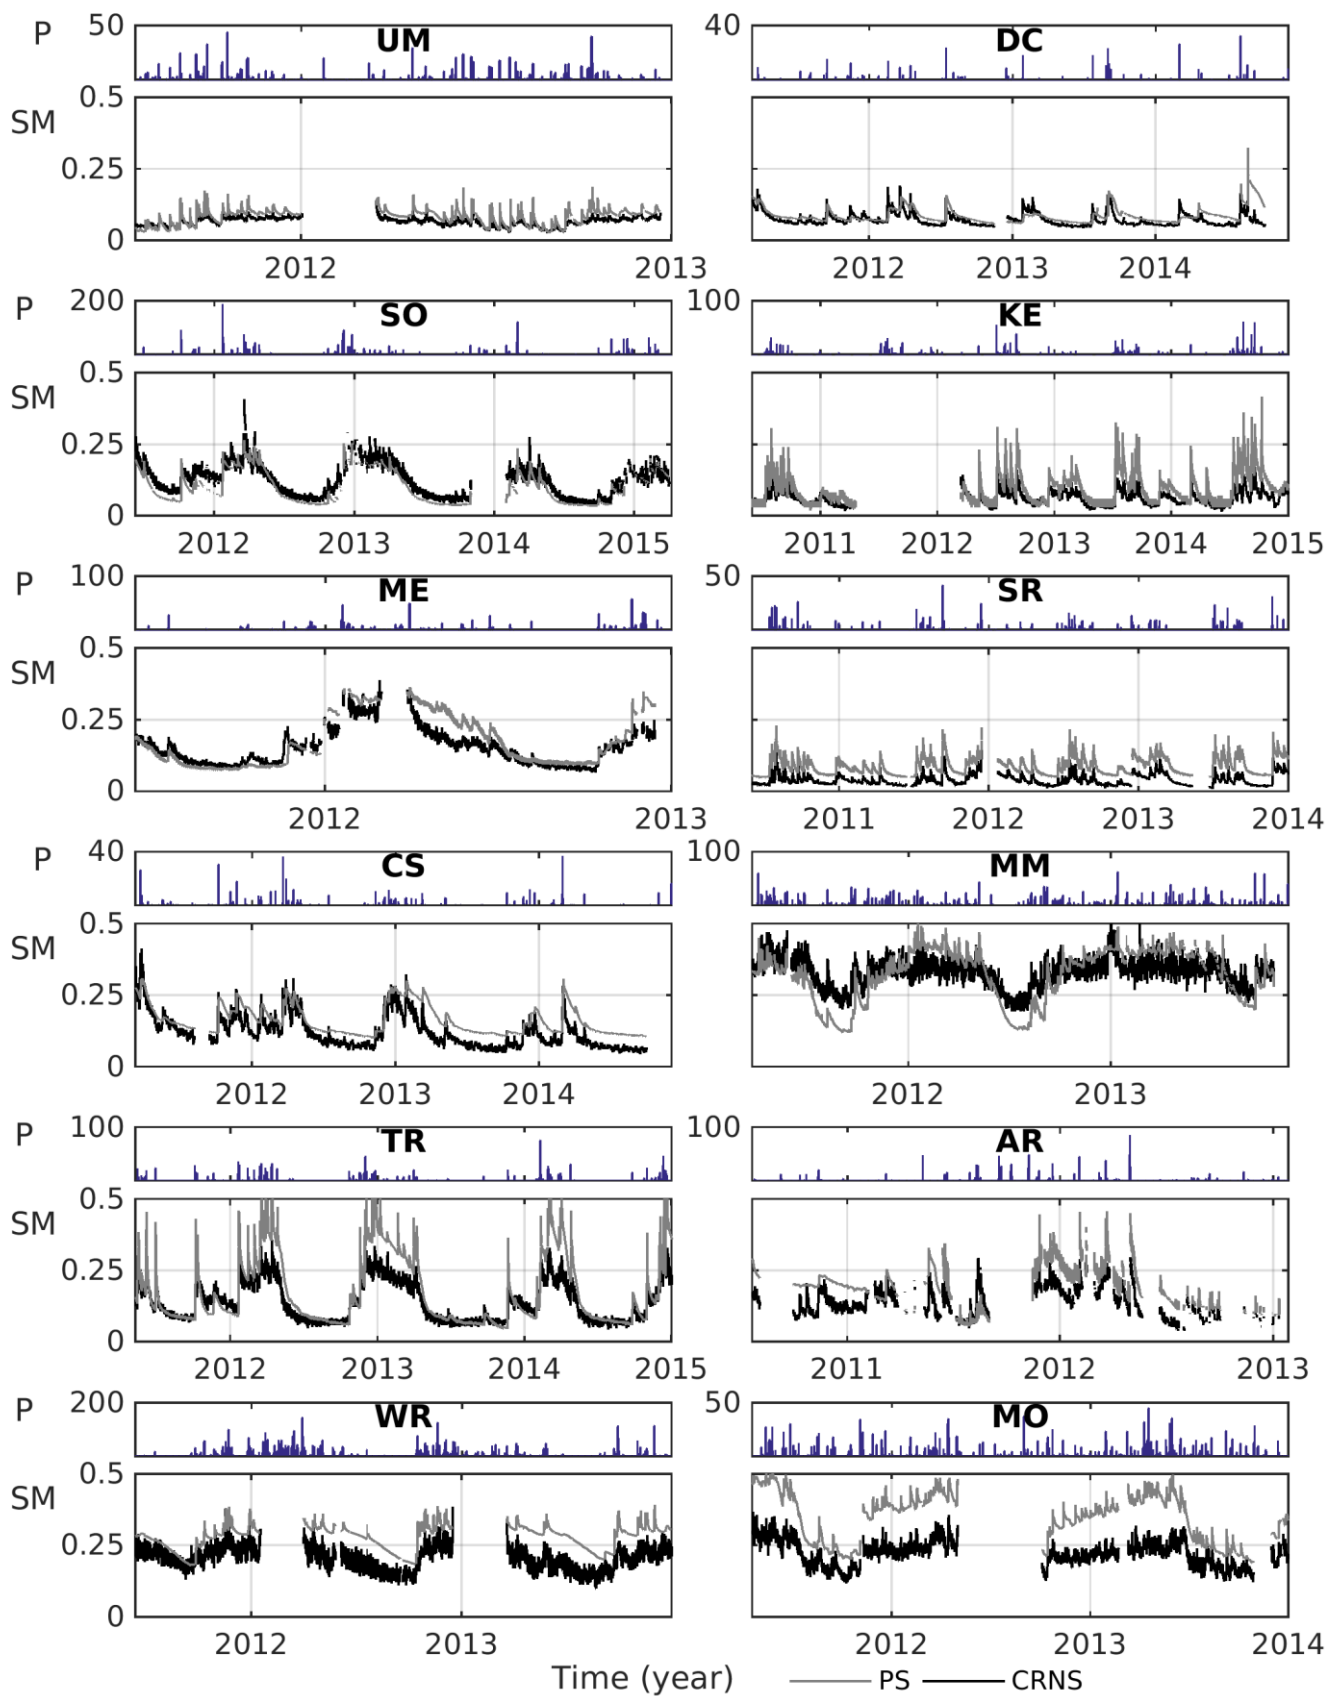 P 50 UM 40 DC
0.5
SM
0.25
0
2012 2013 2012 2013 2014
P 200 SO 100 KE
0.5
SM
0.25
0
2012 2013 2014 2015 2011 2012 2013 2014 2015
P 100 ME 50 SR
0.5
SM
0.25
0
2012 2013 2011 2012 2013 2014
P 40 CS 100 MM
0.5
SM
0.25
0
2012 2013 2014 2012 2013
P 100 TR 100 AR
0.5
SM
0.25
0
2012 2013 2014 2015 2011 2012 2013
P 200 WR 50 MO
0.5
SM
0.25
0
2012 2013 2012 2013 2014
Time (year) PS CRNS